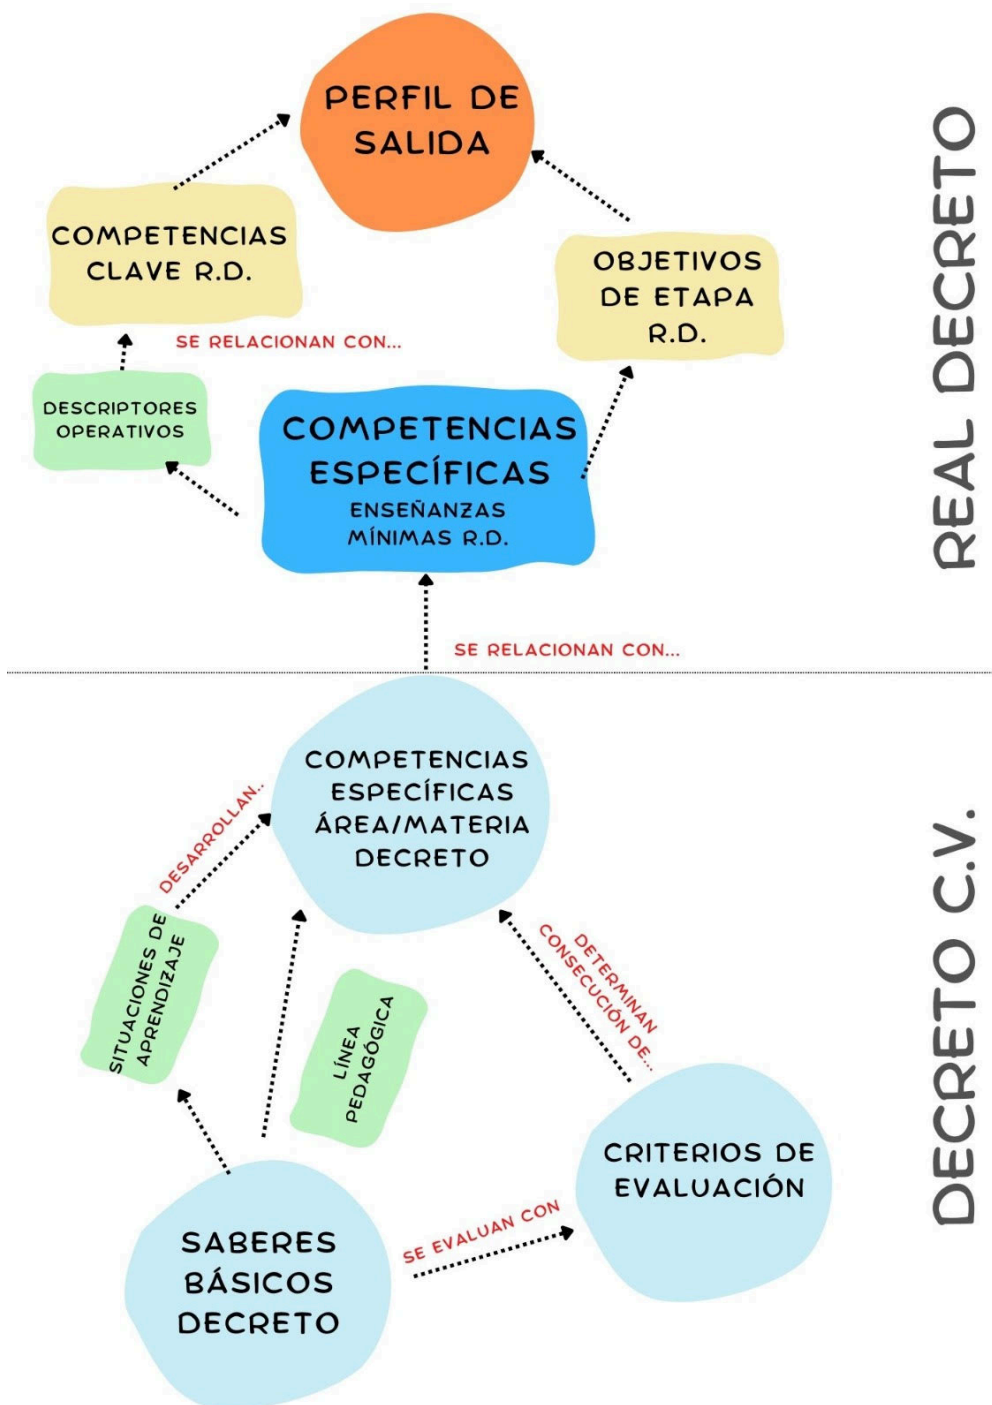 PERFIL DE
SALIDA
COMPETENCIAS
CLAVE R.D.
OBJETIVOS
DE ETAPA
R.D.
SE RELACIONAN CON...
DESCRIPTORES
OPERATIVOS
COMPETENCIAS
ESPECÍFICAS
ENSEÑANZAS
MÍNIMAS R.D.
REAL DECRETO
SE RELACIONAN CON...
COMPETENCIAS
ESPECÍFICAS
ÁREA/MATERIA
DECRETO
DESARROLLAN..
SITUACIONES DE
APRENDIZAJE
LÍNEA
PEDAGÓGICA
DETERMINAN
CONSECUCIÓN DE...
CRITERIOS DE
EVALUACIÓN
SE EVALUAN CON
SABERES
BÁSICOS
DECRETO
DECRETO C.V.